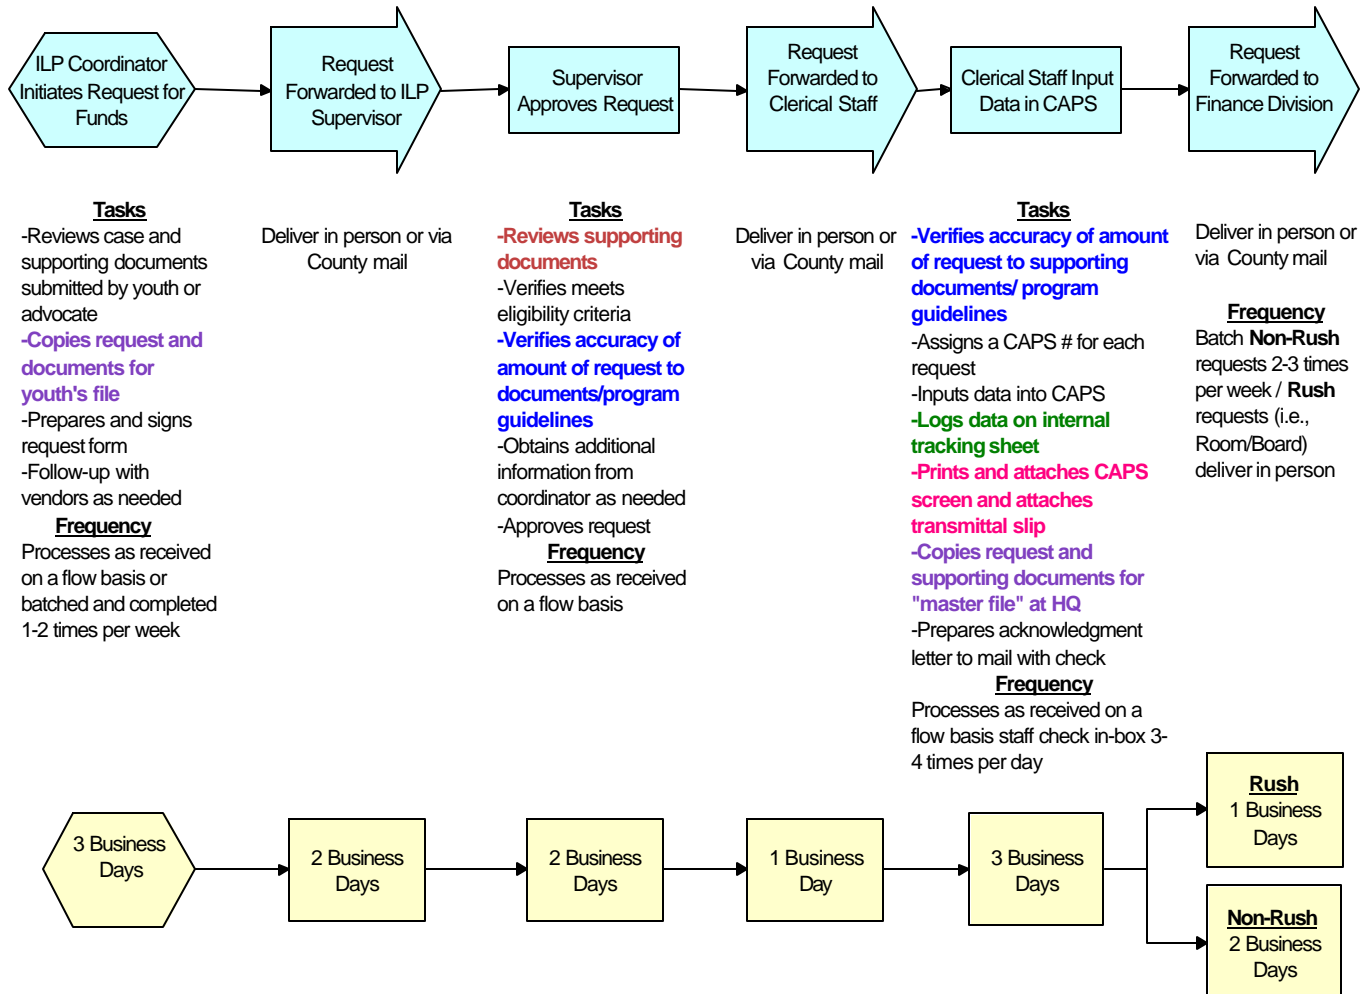 ILP Coordinator
Initiates Request for
Funds
Request
Forwarded to ILP
Supervisor
Supervisor
Approves Request
Request
Forwarded to
Clerical Staff
Clerical Staff Input
Data in CAPS
Request
Forwarded to
Finance Division
Tasks
-Reviews case and
supporting documents
submitted by youth or
advocate
-Copies request and
documents for
youth's file
-Prepares and signs
request form
-Follow-up with
vendors as needed
Frequency
Processes as received
on a flow basis or
batched and completed
1-2 times per week
Deliver in person or via
County mail
Tasks
-Reviews supporting
documents
-Verifies meets
eligibility criteria
-Verifies accuracy of
amount of request to
documents/program
guidelines
-Obtains additional
information from
coordinator as needed
-Approves request
Frequency
Processes as received
on a flow basis
Deliver in person or
via County mail
Tasks
-Verifies accuracy of amount
of request to supporting
documents/ program
guidelines
-Assigns a CAPS # for each
request
-Inputs data into CAPS
-Logs data on internal
tracking sheet
-Prints and attaches CAPS
screen and attaches
transmittal slip
-Copies request and
supporting documents for
"master file" at HQ
-Prepares acknowledgment
letter to mail with check
Frequency
Processes as received on a
flow basis staff check in-box 3-
4 times per day
Deliver in person or
via County mail
Frequency
Batch Non-Rush
requests 2-3 times
per week / Rush
requests (i.e.,
Room/Board)
deliver in person
3 Business
Days
2 Business
Days
2 Business
Days
1 Business
Day
3 Business
Days
Rush
1 Business
Days
Non-Rush
2 Business
Days